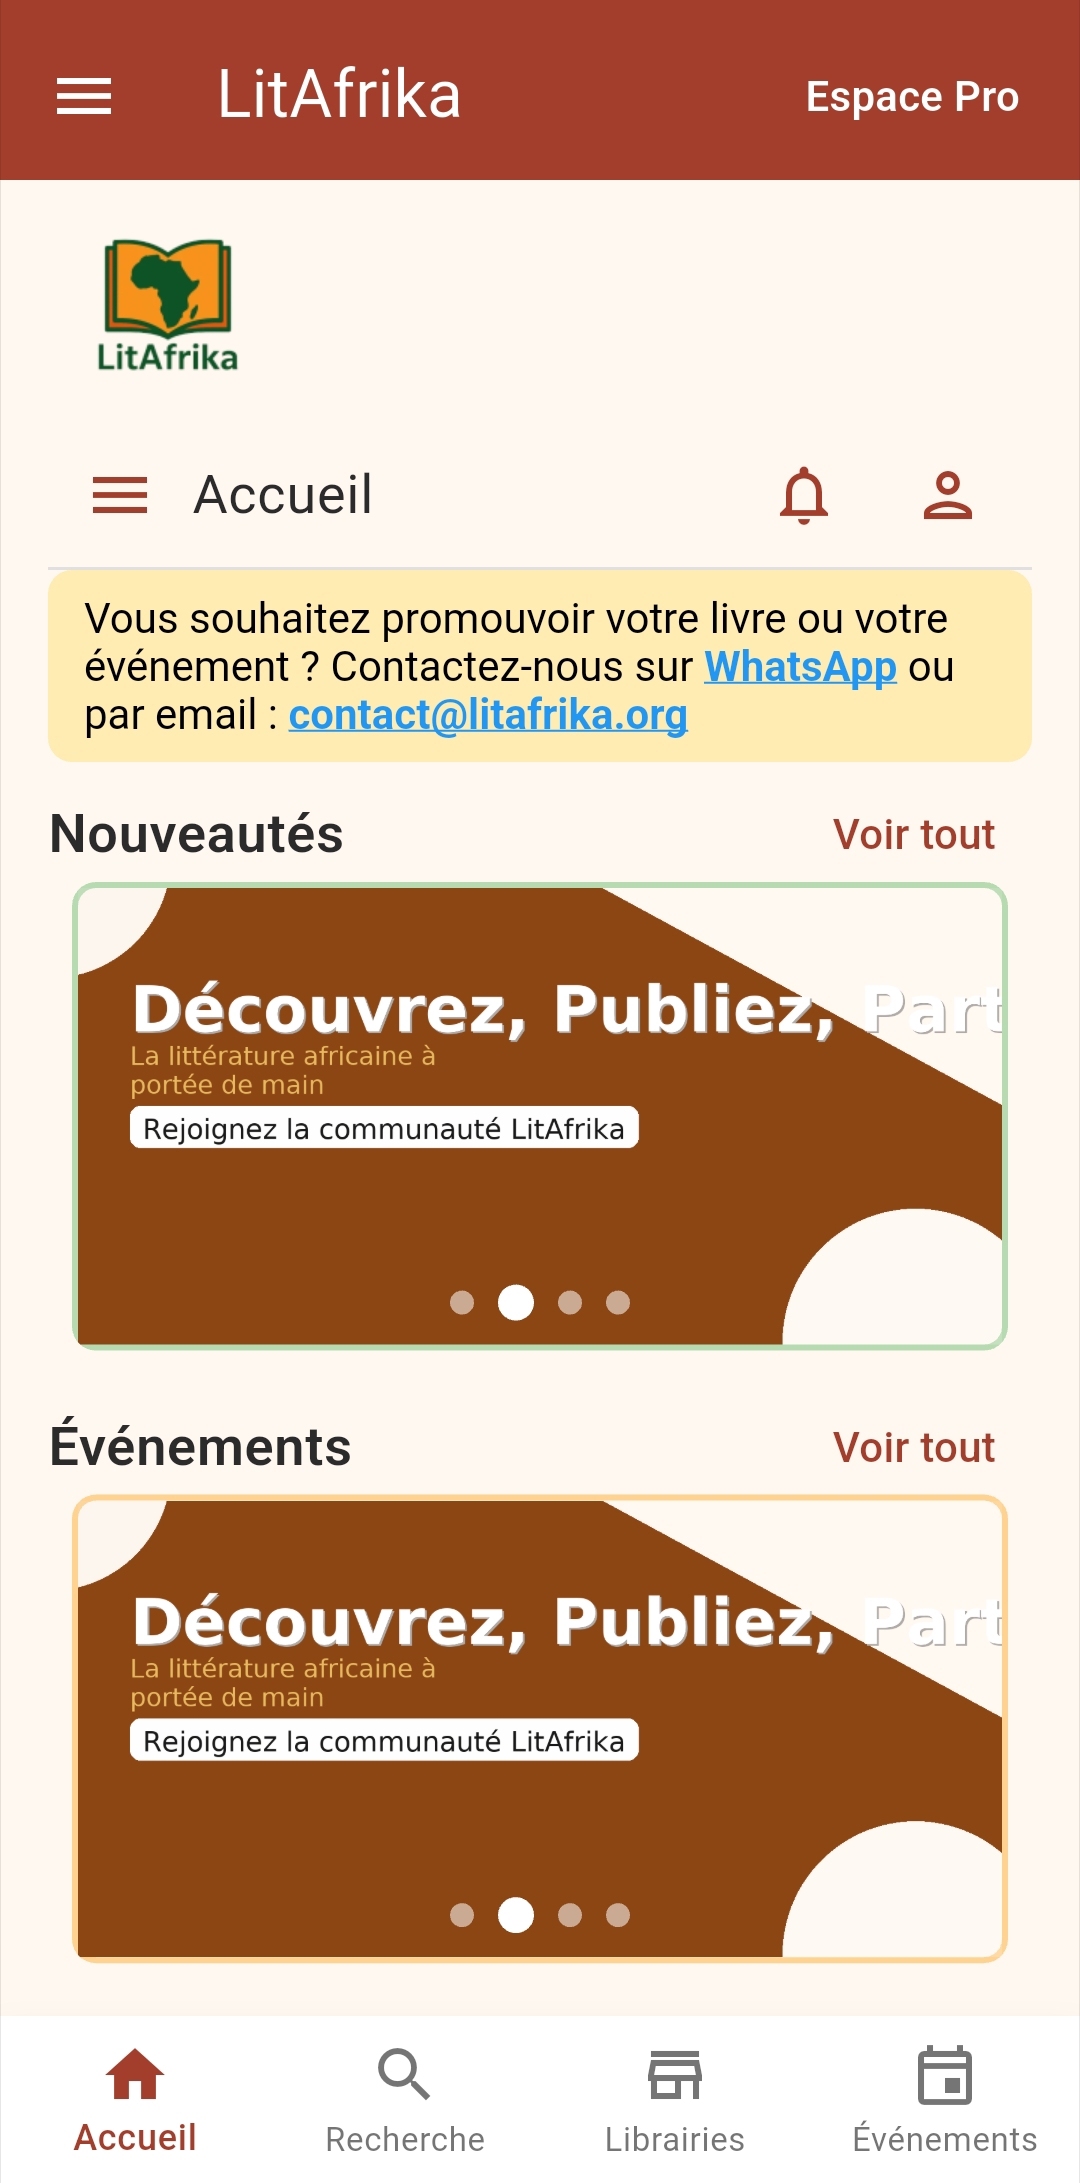 LitAfrika
Espace Pro
LitAfrika
Accueil
Vous souhaitez promouvoir votre livre ou votre
événement ? Contactez-nous sur WhatsApp ou
par email : contact@litafrika.org
Nouveautés
Voir tout
Découvrez, Publiez, Part
La littérature africaine à
portée de main
Rejoignez la communauté LitAfrika
Événements
Voir tout
Découvrez, Publiez, Part
La littérature africaine à
portée de main
Rejoignez la communauté LitAfrika
Accueil
Recherche
Librairies
Événements